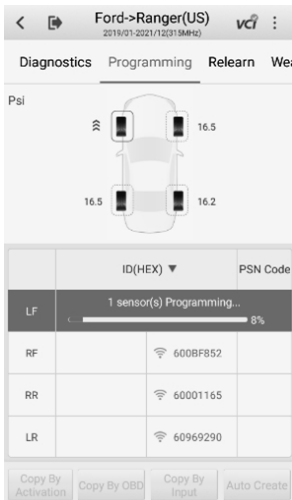 Ford->Ranger(US)
2019/01-2021/12(315MHz)
vci
Diagnostics Programming Relearn Wea
Psi
16.5
16.5
16.2
ID(HEX) ▼ PSN Code
LF 1 sensor(s) Programming...
8%
RF 600BF852
RR 60001165
LR 60969290
Copy By Activation
Copy By OBD
Copy By Input
Auto Create